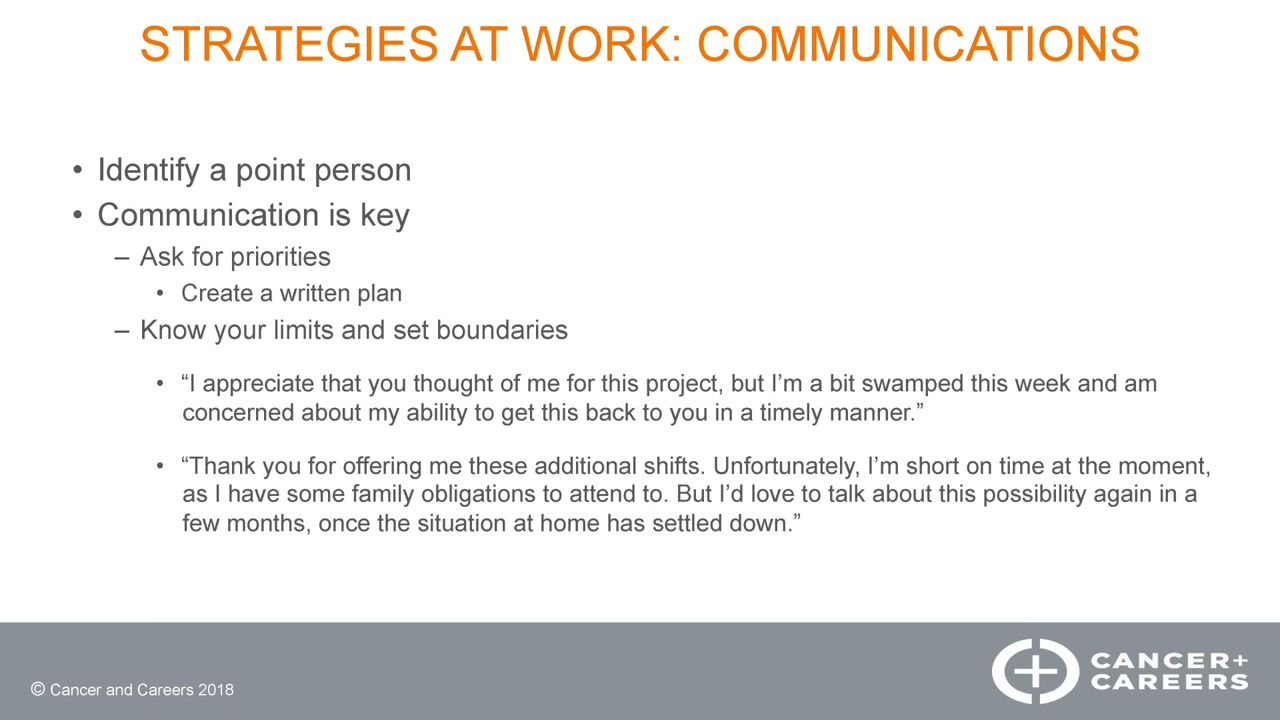 STRATEGIES AT WORK: COMMUNICATIONS
• Identify a point person
• Communication is key
– Ask for priorities
• Create a written plan
– Know your limits and set boundaries
• “I appreciate that you thought of me for this project, but I’m a bit swamped this week and am
concerned about my ability to get this back to you in a timely manner.”
• “Thank you for offering me these additional shifts. Unfortunately, I’m short on time at the moment,
as I have some family obligations to attend to. But I’d love to talk about this possibility again in a
few months, once the situation at home has settled down.”
© Cancer and Careers 2018
CANCER+
CAREERS